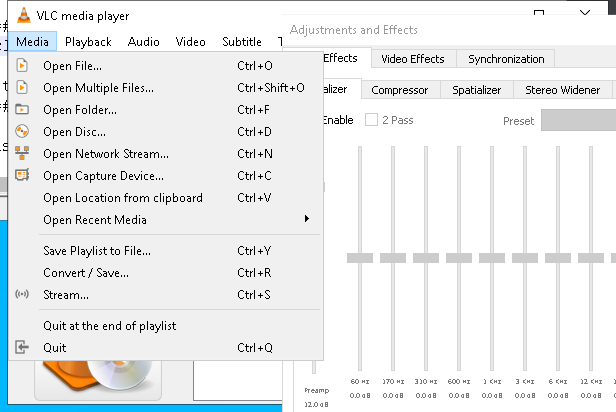 VLC media player
Adjustments and Effects
Media Playback Audio Video Subtitle T
Effects Video Effects Synchronization
alizer Compressor Spatializer Stereo Widener
Enable 2 Pass Preset
Open File... Ctrl+O
Open Multiple Files... Ctrl+Shift+O
Open Folder... Ctrl+F
Open Disc... Ctrl+D
Open Network Stream... Ctrl+N
Open Capture Device... Ctrl+C
Open Location from clipboard Ctrl+V
Open Recent Media
Save Playlist to File... Ctrl+Y
Convert / Save... Ctrl+R
Stream... Ctrl+S
Quit at the end of playlist
Quit Ctrl+Q
60 Hz 170 Hz 310 Hz 600 Hz 1 KHz 3 KHz 6 KHz 12 KHz
Preamp 0.0 dB 0.0 dB 0.0 dB 0.0 dB 0.0 dB 0.0 dB 0.0 dB 0.0 dB
12.0 dB